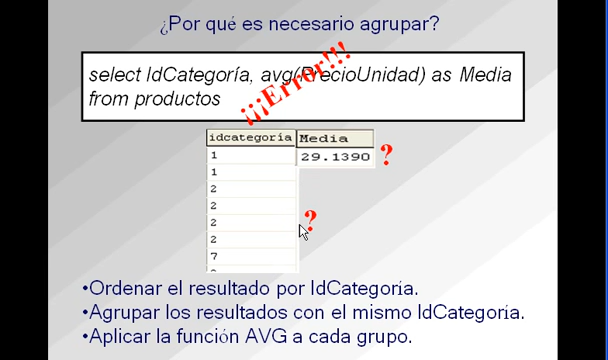 ¿Por qué es necesario agrupar?
select IdCategoría, avg(PrecioUnidad) as Media
from productos
¡¡¡Error!!!
idcategoría Media
1 29.1390 ?
1
2
2
2 ?
2
7
•Ordenar el resultado por IdCategoría.
•Agrupar los resultados con el mismo IdCategoría.
•Aplicar la función AVG a cada grupo.